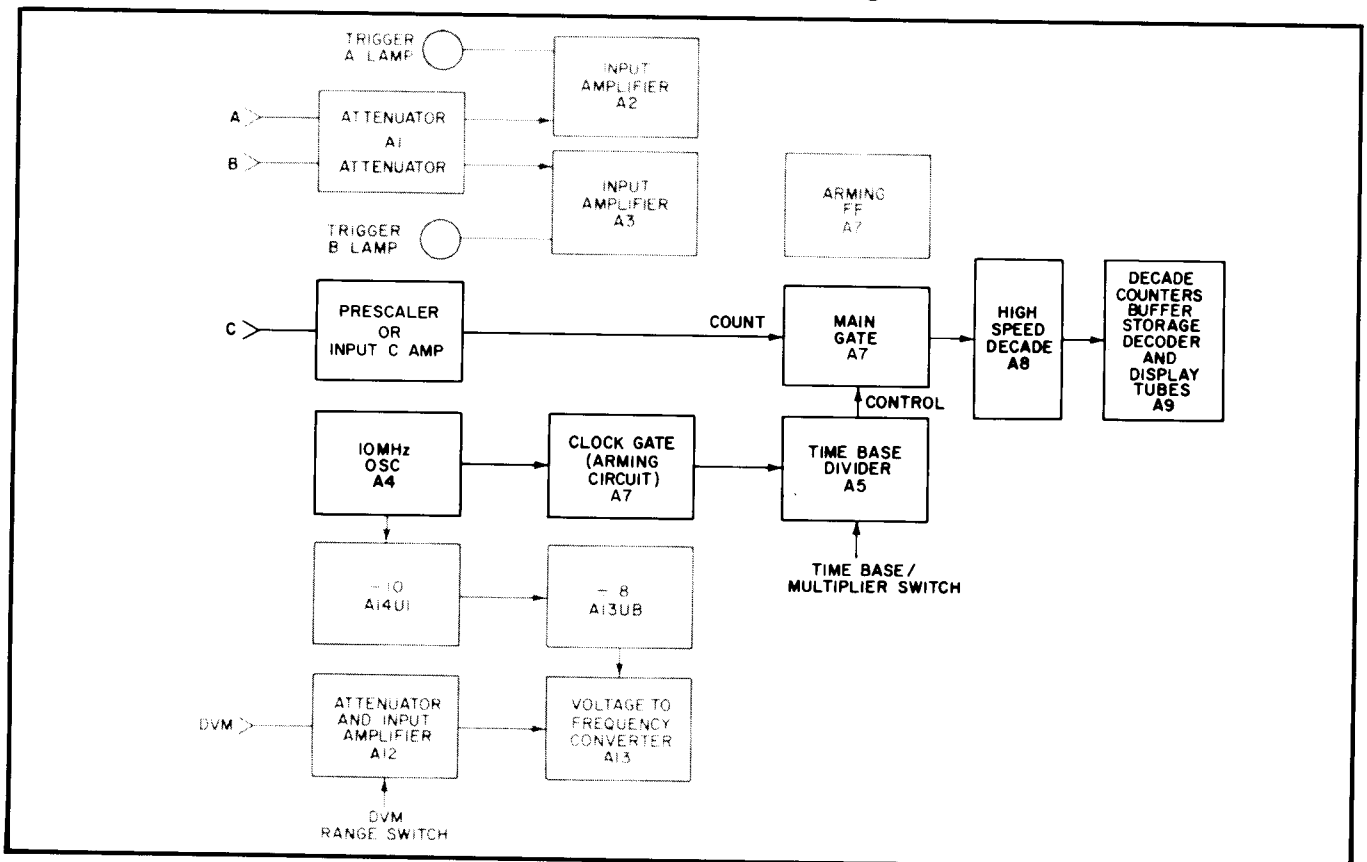 TRIGGER
A LAMP
INPUT
AMPLIFIER
A2
A
ATTENUATOR
A1
B
ATTENUATOR
INPUT
AMPLIFIER
A3
TRIGGER
B LAMP
ARMING
FF
A7
C
PRESCALER
OR
INPUT C AMP
COUNT
MAIN
GATE
A7
HIGH
SPEED
DECADE
A8
DECADE
COUNTERS
BUFFER
STORAGE
DECODER
AND
DISPLAY
TUBES
A9
CONTROL
10MHz
OSC
A4
CLOCK GATE
(ARMING
CIRCUIT)
A7
TIME BASE
DIVIDER
A5
TIME BASE/
MULTIPLIER SWITCH
÷10
A14U1
÷ 8
A13UB
DVM
ATTENUATOR
AND INPUT
AMPLIFIER
A12
VOLTAGE TO
FREQUENCY
CONVERTER
A13
DVM
RANGE SWITCH